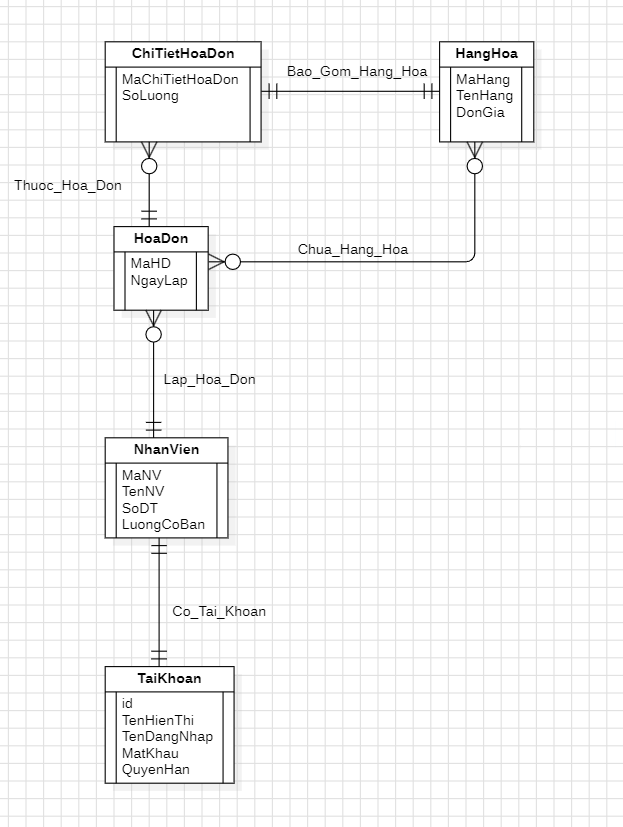 ChiTietHoaDon
MaChiTietHoaDon
SoLuong
Bao_Gom_Hang_Hoa
HangHoa
MaHang
TenHang
DonGia
Thuoc_Hoa_Don
HoaDon
MaHD
NgayLap
Chua_Hang_Hoa
Lap_Hoa_Don
NhanVien
MaNV
TenNV
SoDT
LuongCoBan
Co_Tai_Khoan
TaiKhoan
id
TenHienThi
TenDangNhap
MatKhau
QuyenHan